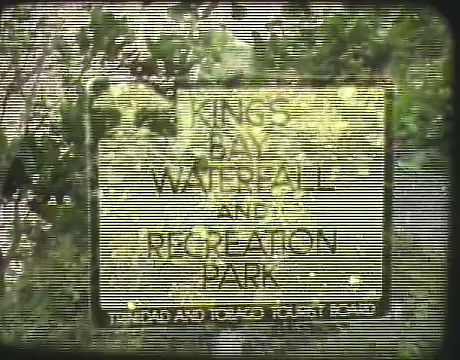 KING'S
BAY
WATERFALL
AND
RECREATION
PARK
TRINIDAD AND TOBAGO TOURIST BOARD